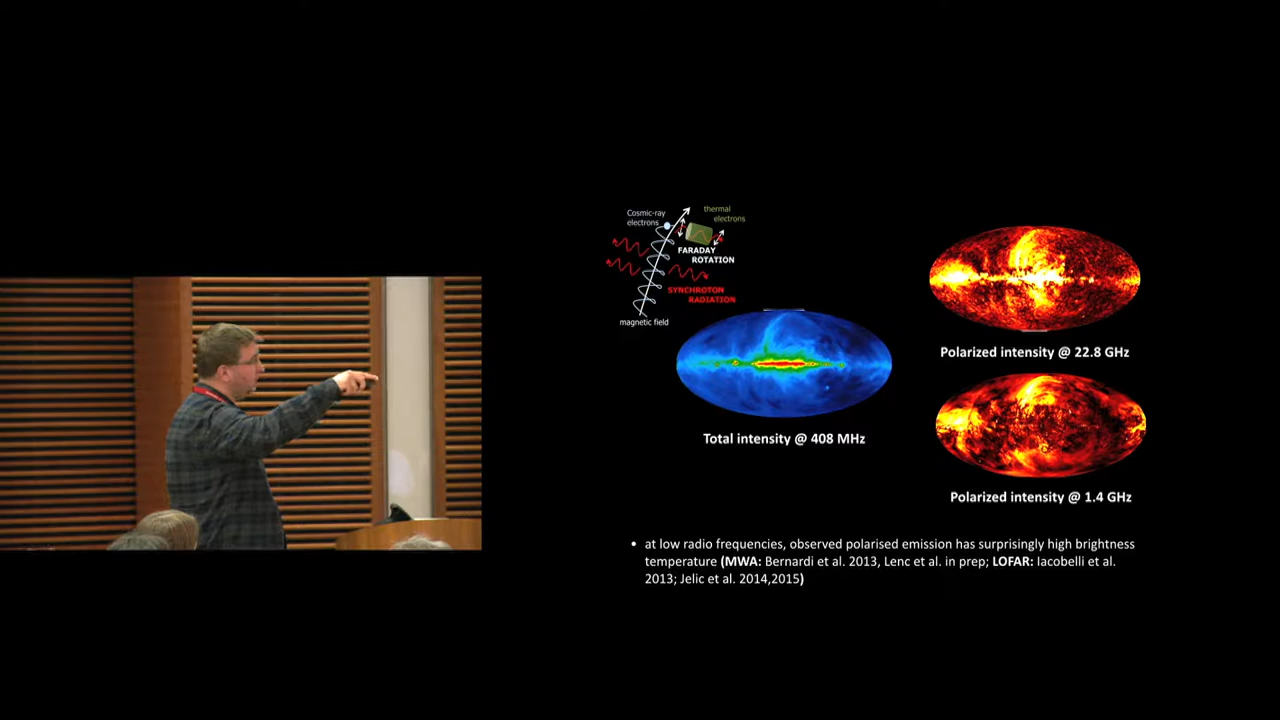 Cosmic-ray
electrons
thermal
electrons
FARADAY
ROTATION
SYNCHROTON
RADIATION
magnetic field
Total intensity @ 408 MHz
Polarized intensity @ 22.8 GHz
Polarized intensity @ 1.4 GHz
• at low radio frequencies, observed polarised emission has surprisingly high brightness
temperature (MWA: Bernardi et al. 2013, Lenc et al. in prep; LOFAR: Iacobelli et al.
2013; Jelic et al. 2014,2015)